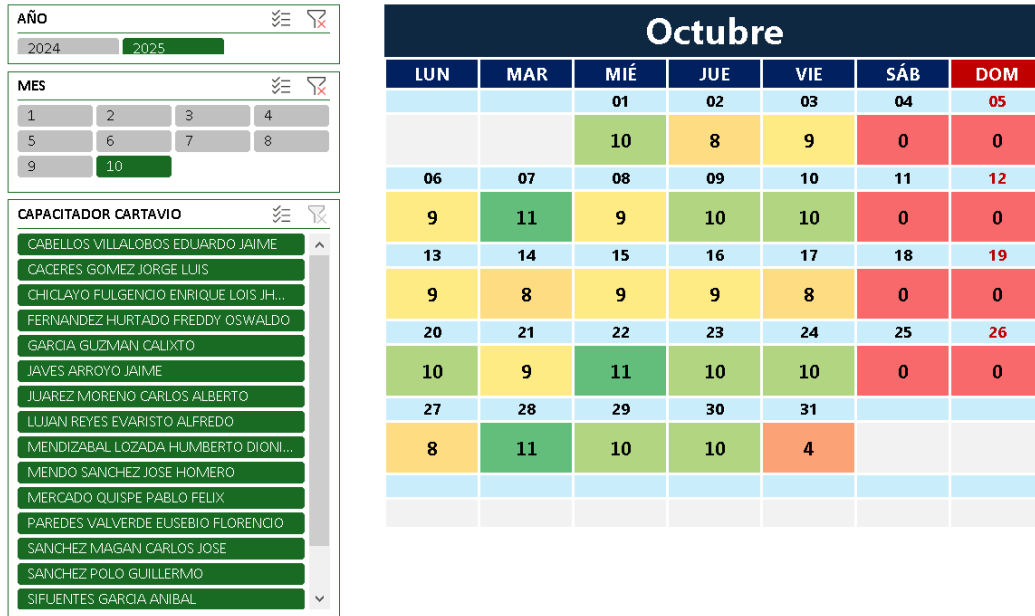 AÑO
2024 2025
MES
1 2 3 4
5 6 7 8
9 10
CAPACITADOR CARTAVIO
CABELLOS VILLALOBOS EDUARDO JAIME
CACERES GOMEZ JORGE LUIS
CHICLAYO FULGENCIO ENRIQUE LOIS JH...
FERNANDEZ HURTADO FREDDY OSWALDO
GARCIA GUZMAN CALIXTO
JAVES ARROYO JAIME
JUAREZ MORENO CARLOS ALBERTO
LUJAN REYES EVARISTO ALFREDO
MENDIZABAL LOZADA HUMBERTO DIONI...
MENDO SANCHEZ JOSE HOMERO
MERCADO QUISPE PABLO FELIX
PAREDES VALVERDE EUSEBIO FLORENCIO
SANCHEZ MAGAN CARLOS JOSE
SANCHEZ POLO GUILLERMO
SIFUENTES GARCIA ANIBAL
Octubre
LUN MAR MIÉ JUE VIE SÁB DOM
01 02 03 04 05
10 8 9 0 0
06 07 08 09 10 11 12
9 11 9 10 10 0 0
13 14 15 16 17 18 19
9 8 9 9 8 0 0
20 21 22 23 24 25 26
10 9 11 10 10 0 0
27 28 29 30 31
8 11 10 10 4